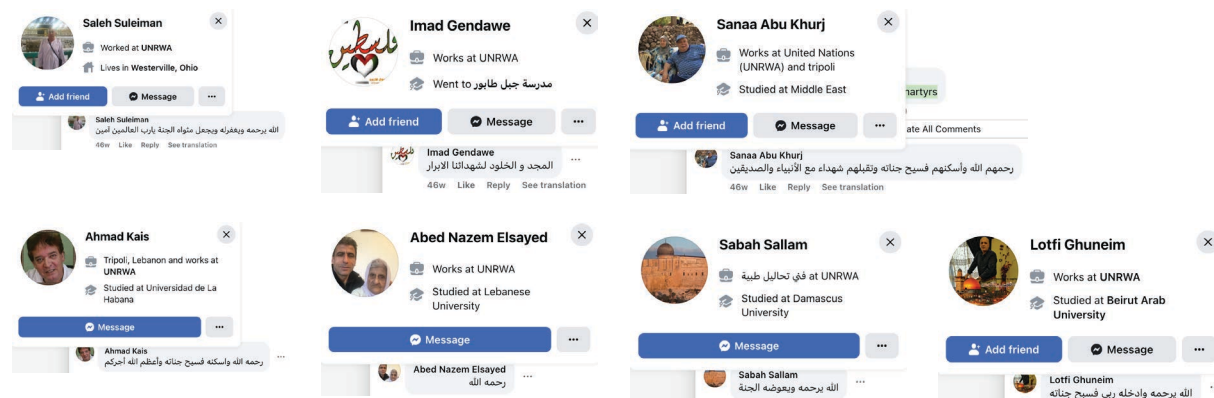 Saleh Suleiman
Worked at UNRWA
Lives in Westerville, Ohio
Add friend
Message
Saleh Suleiman
الله يرحمه ويغفرله ويجعل مثواه الجنة يارب العالمين آمين
46w Like Reply See translation
فلسطين
Imad Gendawe
Works at UNRWA
Went to مدرسة جبل طابور
Add friend
Message
Imad Gendawe
المجد و الخلود لشهدائنا الابرار
46w Like Reply See translation
Sanaa Abu Khurj
Works at United Nations
(UNRWA) and tripoli
Studied at Middle East
Add friend
Message
martyrs
ate All Comments
Sanaa Abu Khurj
رحمهم الله وأسكنهم فسيح جناته وتقبلهم شهداء مع الأنبياء والصديقين
46w Like Reply See translation
Ahmad Kais
Tripoli, Lebanon and works at
UNRWA
Studied at Universidad de La
Habana
Message
Ahmad Kais
رحمه الله واسكنه فسيح جناته وأعظم الله أجركم
Abed Nazem Elsayed
Works at UNRWA
Studied at Lebanese
University
Message
Abed Nazem Elsayed
رحمه الله
Sabah Sallam
فني تحاليل طبية at UNRWA
Studied at Damascus
University
Message
Sabah Sallam
الله يرحمه ويعوضه الجنة
Lotfi Ghuneim
Works at UNRWA
Studied at Beirut Arab
University
Add friend
Message
Lotfi Ghuneim
الله يرحمه وادخله ربي فسيح جناته